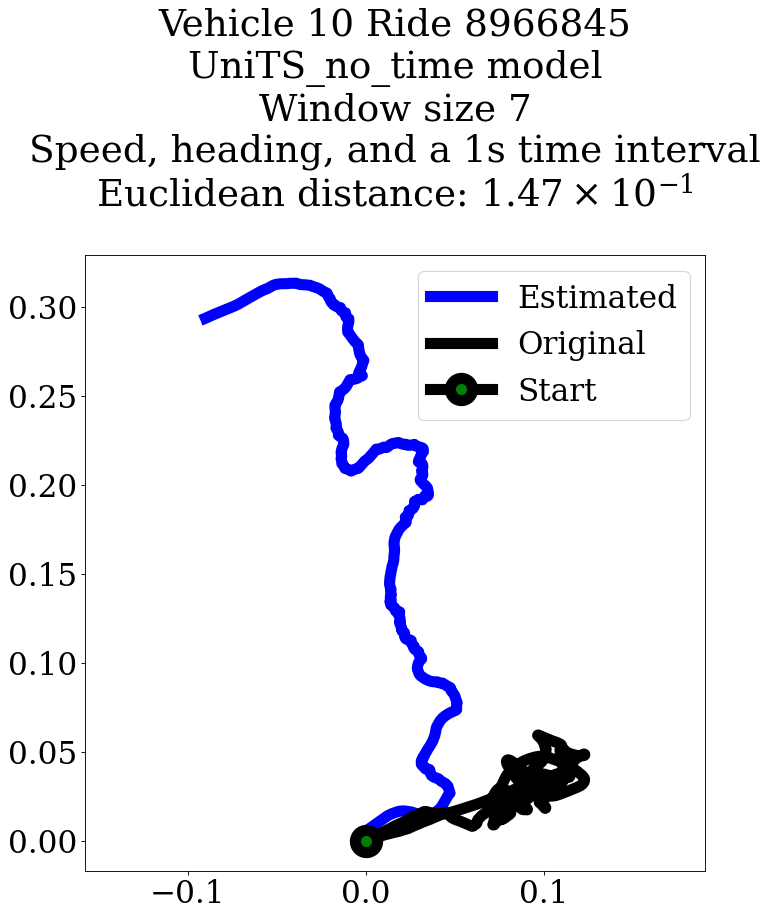 Vehicle 10 Ride 8966845
UniTS_no_time model
Window size 7
Speed, heading, and a 1s time interval
Euclidean distance: 1.47 × 10⁻¹
Estimated
Original
Start
0.30
0.25
0.20
0.15
0.10
0.05
0.00
−0.1 0.0 0.1